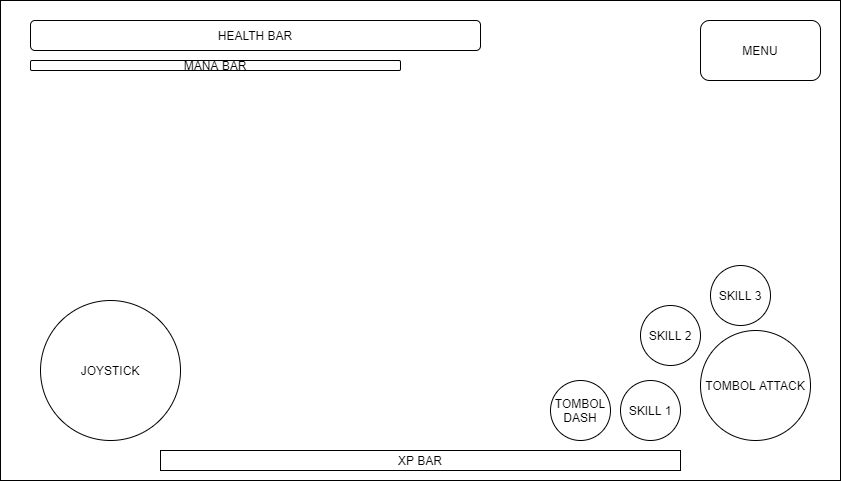 HEALTH BAR
MENU
MANA BAR
SKILL 3
SKILL 2
JOYSTICK
TOMBOL ATTACK
TOMBOL
DASH
SKILL 1
XP BAR